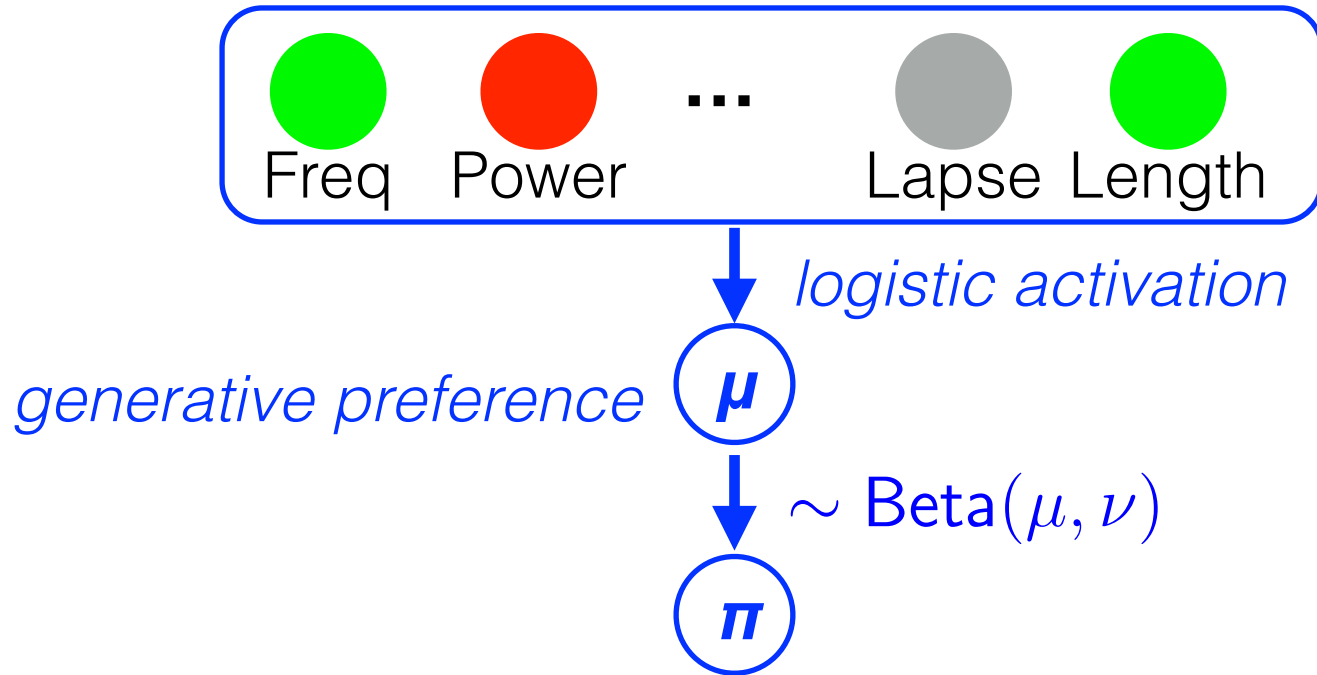 ...
Freq Power Lapse Length
logistic activation
μ
generative preference
∼ Beta(μ, ν)
π